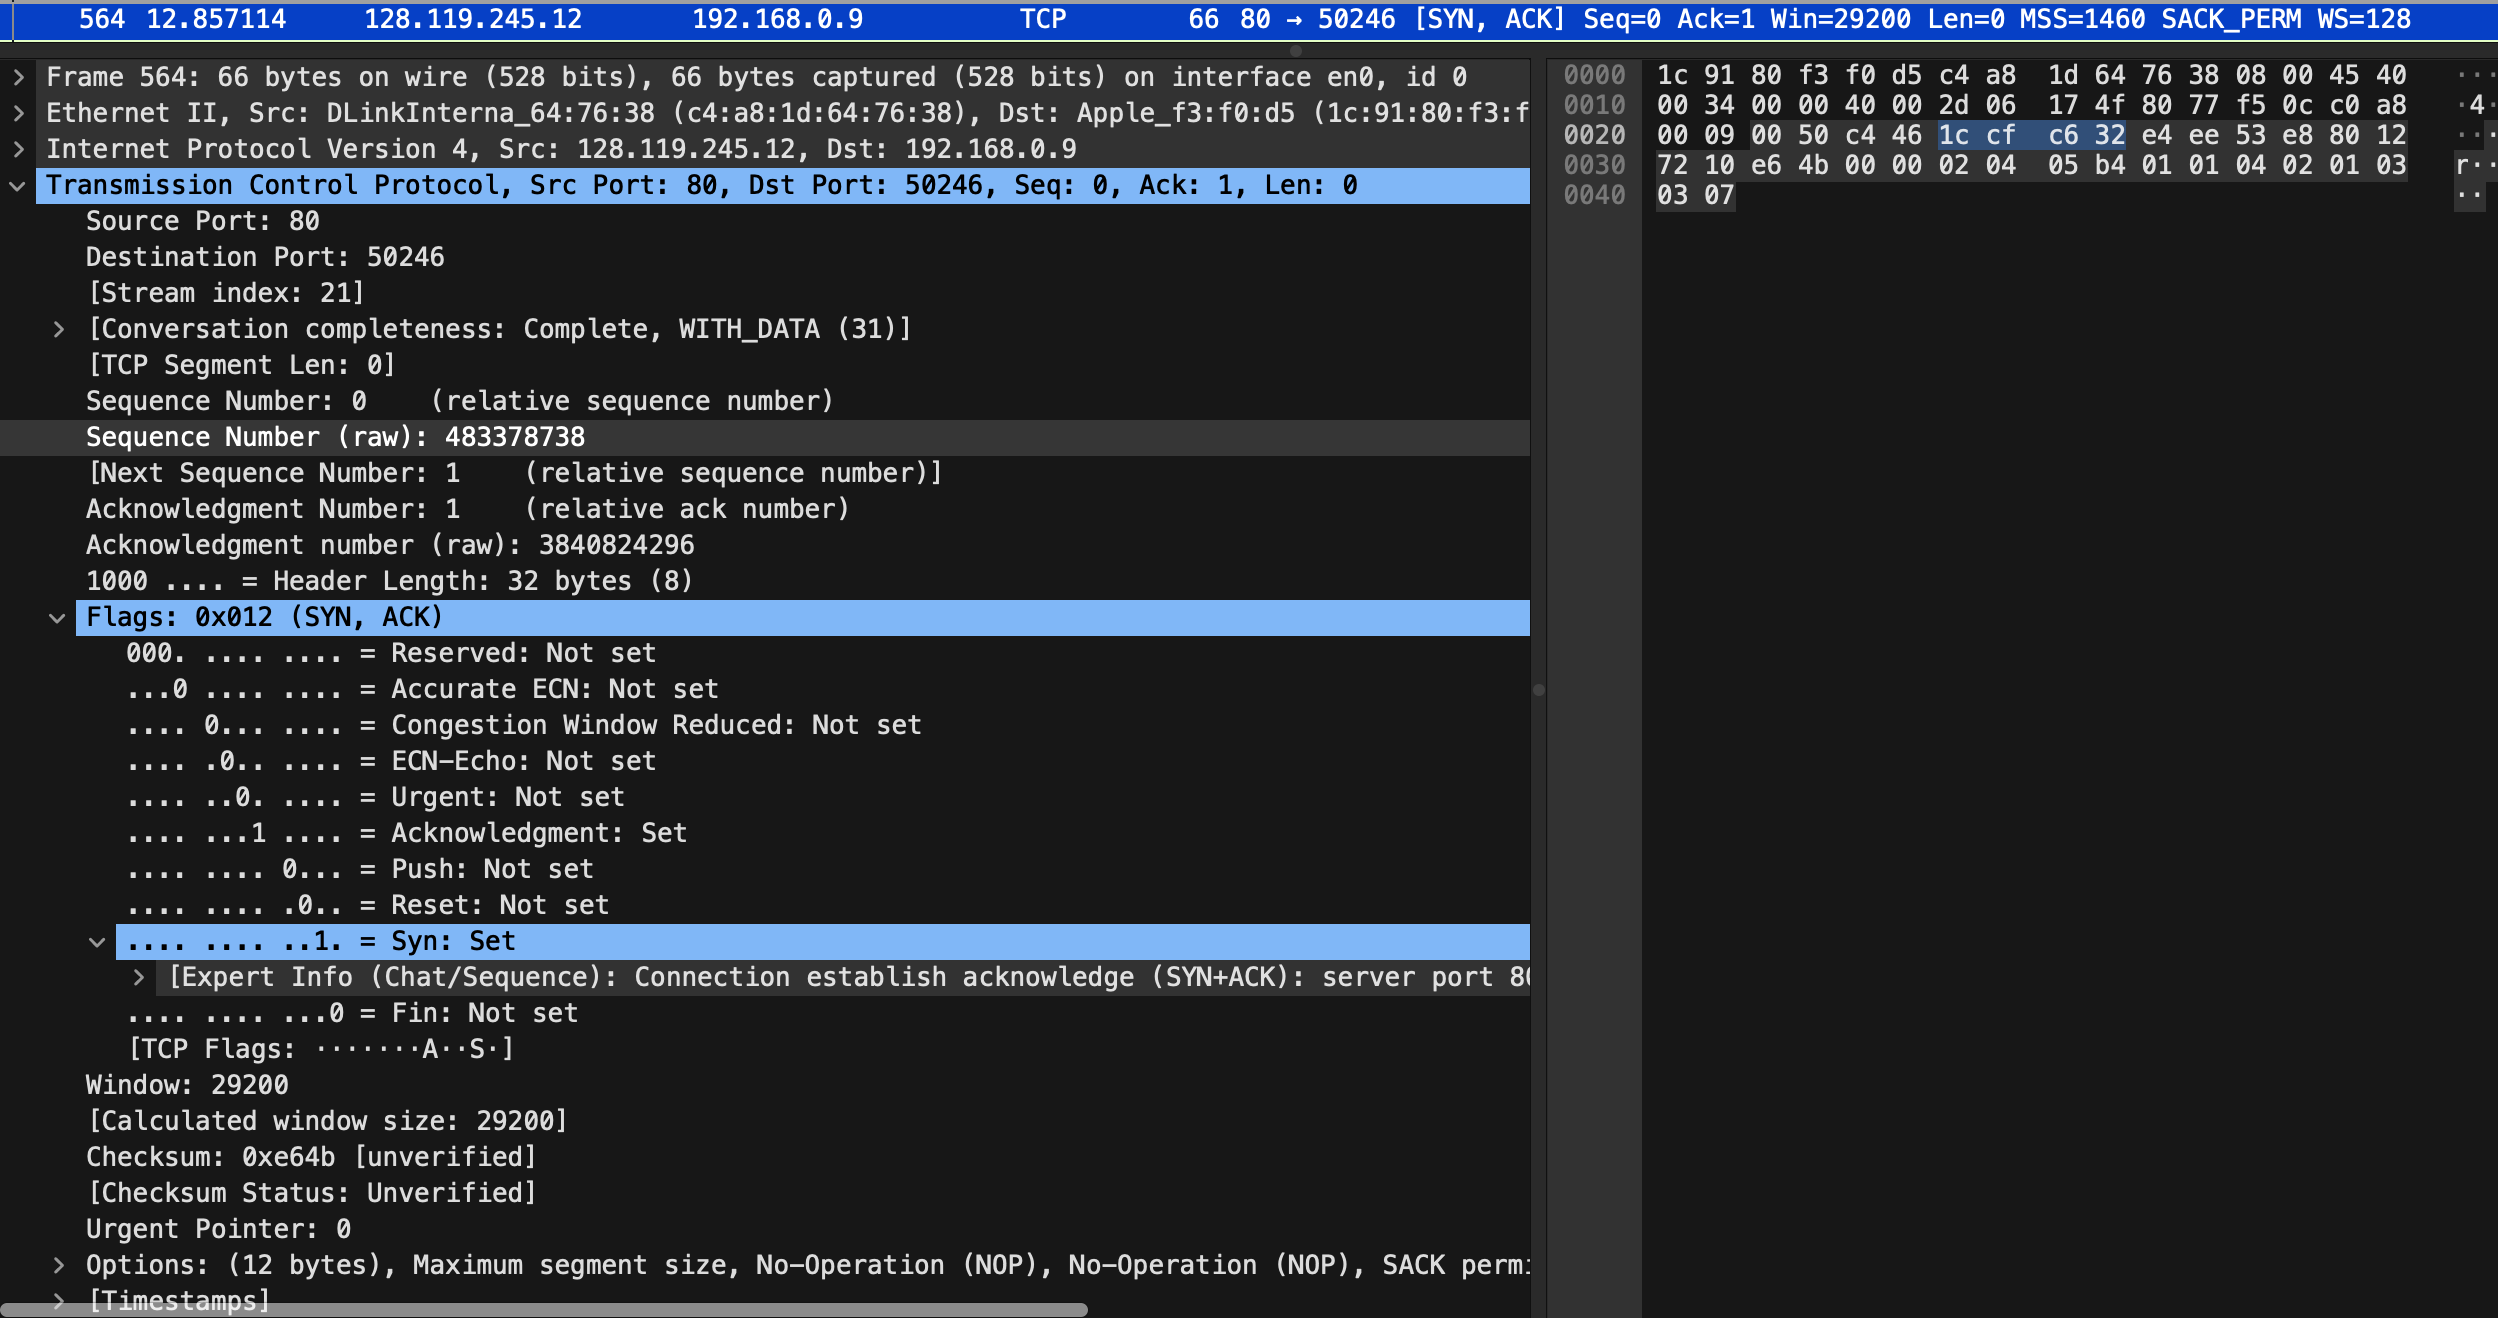 564 12.857114 128.119.245.12 192.168.0.9 TCP 66 80 → 50246 [SYN, ACK] Seq=0 Ack=1 Win=29200 Len=0 MSS=1460 SACK_PERM WS=128
Frame 564: 66 bytes on wire (528 bits), 66 bytes captured (528 bits) on interface en0, id 0
Ethernet II, Src: DLinkInterna_64:76:38 (c4:a8:1d:64:76:38), Dst: Apple_f3:f0:d5 (1c:91:80:f3:f
Internet Protocol Version 4, Src: 128.119.245.12, Dst: 192.168.0.9
Transmission Control Protocol, Src Port: 80, Dst Port: 50246, Seq: 0, Ack: 1, Len: 0
Source Port: 80
Destination Port: 50246
[Stream index: 21]
[Conversation completeness: Complete, WITH_DATA (31)]
[TCP Segment Len: 0]
Sequence Number: 0    (relative sequence number)
Sequence Number (raw): 483378738
[Next Sequence Number: 1    (relative sequence number)]
Acknowledgment Number: 1    (relative ack number)
Acknowledgment number (raw): 3840824296
1000 .... = Header Length: 32 bytes (8)
Flags: 0x012 (SYN, ACK)
000. .... .... = Reserved: Not set
...0 .... .... = Accurate ECN: Not set
.... 0... .... = Congestion Window Reduced: Not set
.... .0.. .... = ECN-Echo: Not set
.... ..0. .... = Urgent: Not set
.... ...1 .... = Acknowledgment: Set
.... .... 0... = Push: Not set
.... .... .0.. = Reset: Not set
.... .... ..1. = Syn: Set
[Expert Info (Chat/Sequence): Connection establish acknowledge (SYN+ACK): server port 80
.... .... ...0 = Fin: Not set
[TCP Flags: ·······A··S·]
Window: 29200
[Calculated window size: 29200]
Checksum: 0xe64b [unverified]
[Checksum Status: Unverified]
Urgent Pointer: 0
Options: (12 bytes), Maximum segment size, No-Operation (NOP), No-Operation (NOP), SACK permi
[Timestamps]
0000 1c 91 80 f3 f0 d5 c4 a8 1d 64 76 38 08 00 45 40 ···
0010 00 34 00 00 40 00 2d 06 17 4f 80 77 f5 0c c0 a8 ·4·
0020 00 09 00 50 c4 46 1c cf c6 32 e4 ee 53 e8 80 12 ···
0030 72 10 e6 4b 00 00 02 04 05 b4 01 01 04 02 01 03 r··
0040 03 07 ··